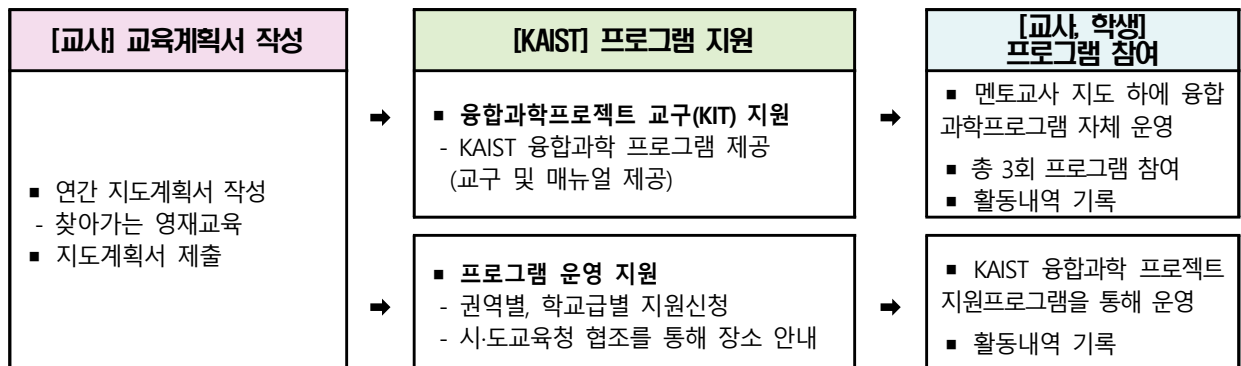 [교사] 교육계획서 작성
[KAIST] 프로그램 지원
[교사, 학생]
프로그램 참여
■ 연간 지도계획서 작성
- 찾아가는 영재교육
■ 지도계획서 제출
➡
■ 융합과학프로젝트 교구(KIT) 지원
- KAIST 융합과학 프로그램 제공
(교구 및 매뉴얼 제공)
➡
■ 멘토교사 지도 하에 융합
과학프로그램 자체 운영
■ 총 3회 프로그램 참여
■ 활동내역 기록
➡
■ 프로그램 운영 지원
- 권역별, 학교급별 지원신청
- 시·도교육청 협조를 통해 장소 안내
➡
■ KAIST 융합과학 프로젝트
지원프로그램을 통해 운영
■ 활동내역 기록